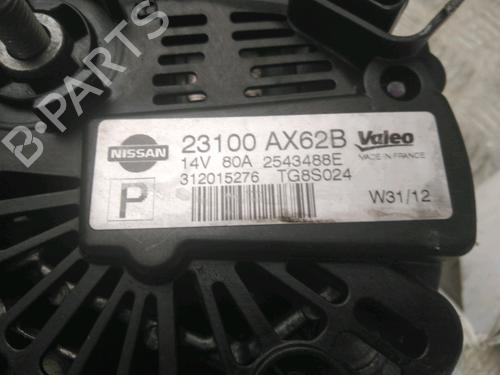 B-PARTS
NISSAN
23100 AX62B
Valeo
14V 80A 2543488E
MADE IN FRANCE
P
312015276 TG8S024
W31/12